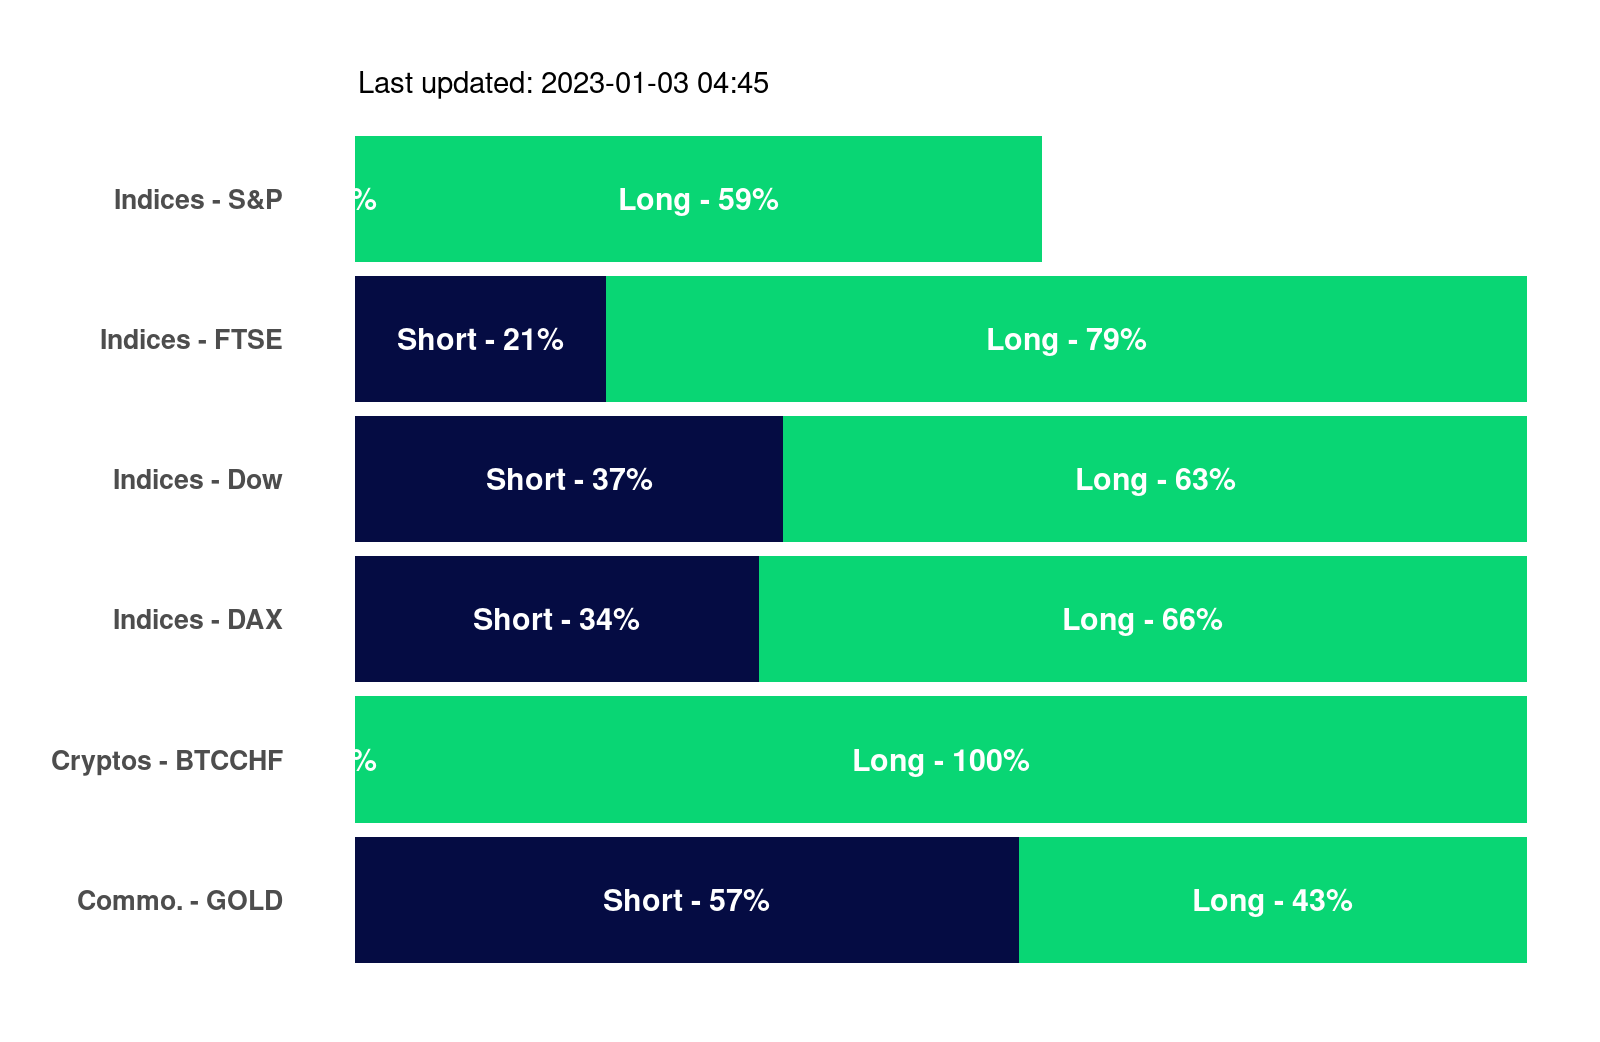 Last updated: 2023-01-03 04:45
Indices - S&P
%
Long - 59%
Indices - FTSE
Short - 21%
Long - 79%
Indices - Dow
Short - 37%
Long - 63%
Indices - DAX
Short - 34%
Long - 66%
Cryptos - BTCCHF
%
Long - 100%
Commo. - GOLD
Short - 57%
Long - 43%